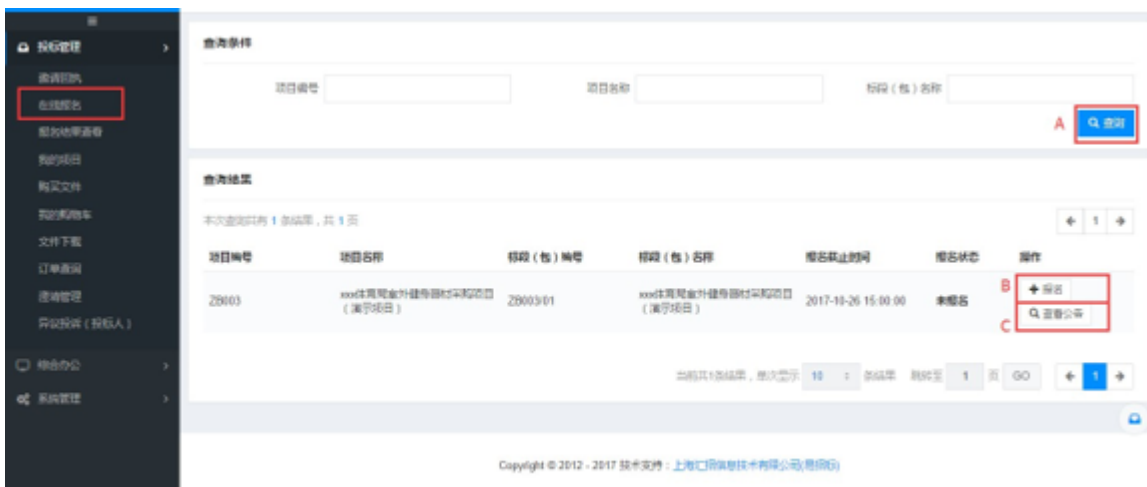 投标管理
邀请回执
在线报名
报名结果查看
我的项目
购买文件
我的购物车
文件下载
订单查询
邀请管理
异议投诉（投标人）
综合办公
系统管理
查询条件
项目编号
项目名称
标段（包）名称
A
查询
查询结果
本次查询共有 1 条结果，共 1 页
1
项目编号 项目名称 标段（包）编号 标段（包）名称 报名截止时间 报名状态 操作
ZB003 xxx体育局室外健身器材采购项目（演示项目） ZB003/01 xxx体育局室外健身器材采购项目（演示项目） 2017-10-26 15:00:00 未报名
B 报名
C 查看公告
当前共1条结果，单次显示 10 条结果 跳转至 1 页 GO 1
Copyright © 2012 - 2017 技术支持：上海汇招信息技术有限公司(易招标)